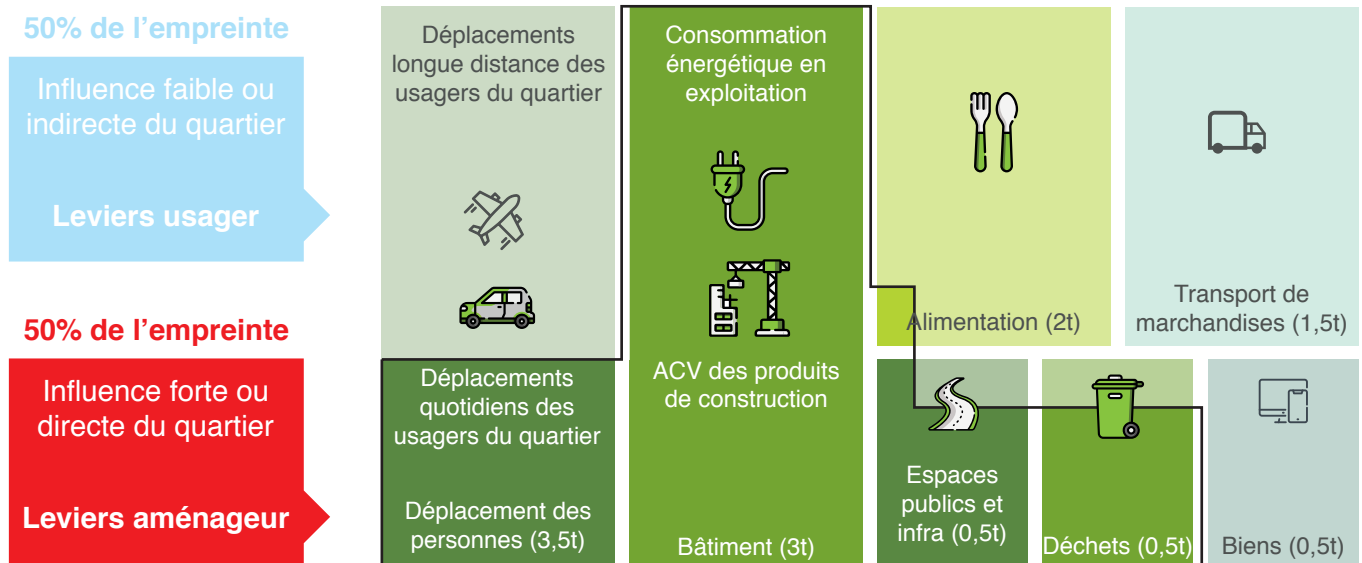 50% de l’empreinte
Influence faible ou
indirecte du quartier
Leviers usager
50% de l’empreinte
Influence forte ou
directe du quartier
Leviers aménageur
Déplacements
longue distance des
usagers du quartier
Déplacements
quotidiens des
usagers du quartier
Déplacement des
personnes (3,5t)
Consommation
énergétique en
exploitation
ACV des produits
de construction
Bâtiment (3t)
Alimentation (2t)
Transport de
marchandises (1,5t)
Espaces
publics et
infra (0,5t)
Déchets (0,5t)
Biens (0,5t)